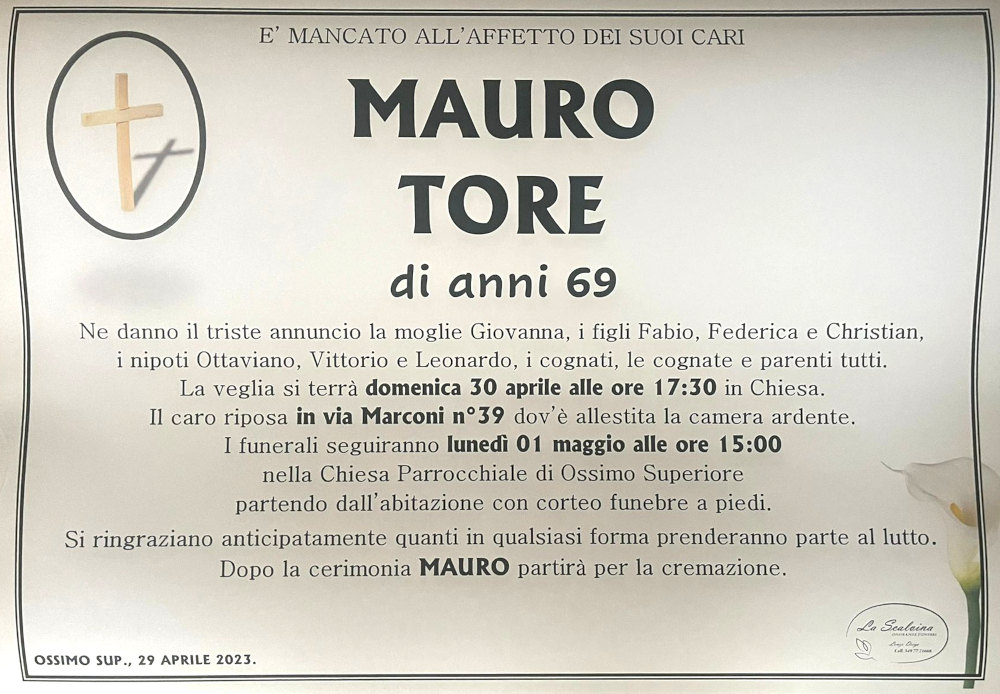 E' MANCATO ALL'AFFETTO DEI SUOI CARI
MAURO
TORE
di anni 69
Ne danno il triste annuncio la moglie Giovanna, i figli Fabio, Federica e Christian,
i nipoti Ottaviano, Vittorio e Leonardo, i cognati, le cognate e parenti tutti.
La veglia si terrà domenica 30 aprile alle ore 17:30 in Chiesa.
Il caro riposa in via Marconi n°39 dov'è allestita la camera ardente.
I funerali seguiranno lunedì 01 maggio alle ore 15:00
nella Chiesa Parrocchiale di Ossimo Superiore
partendo dall'abitazione con corteo funebre a piedi.
Si ringraziano anticipatamente quanti in qualsiasi forma prenderanno parte al lutto.
Dopo la cerimonia MAURO partirà per la cremazione.
La Scalvina
ONORANZE FUNEBRI
OSSIMO SUP., 29 APRILE 2023.